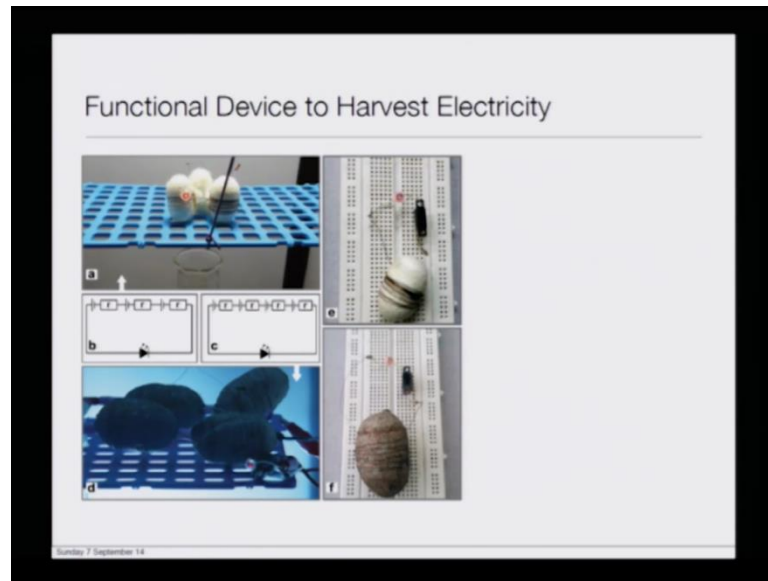 Functional Device to Harvest Electricity
a
e
b
c
d
f
Sunday 7 September 14